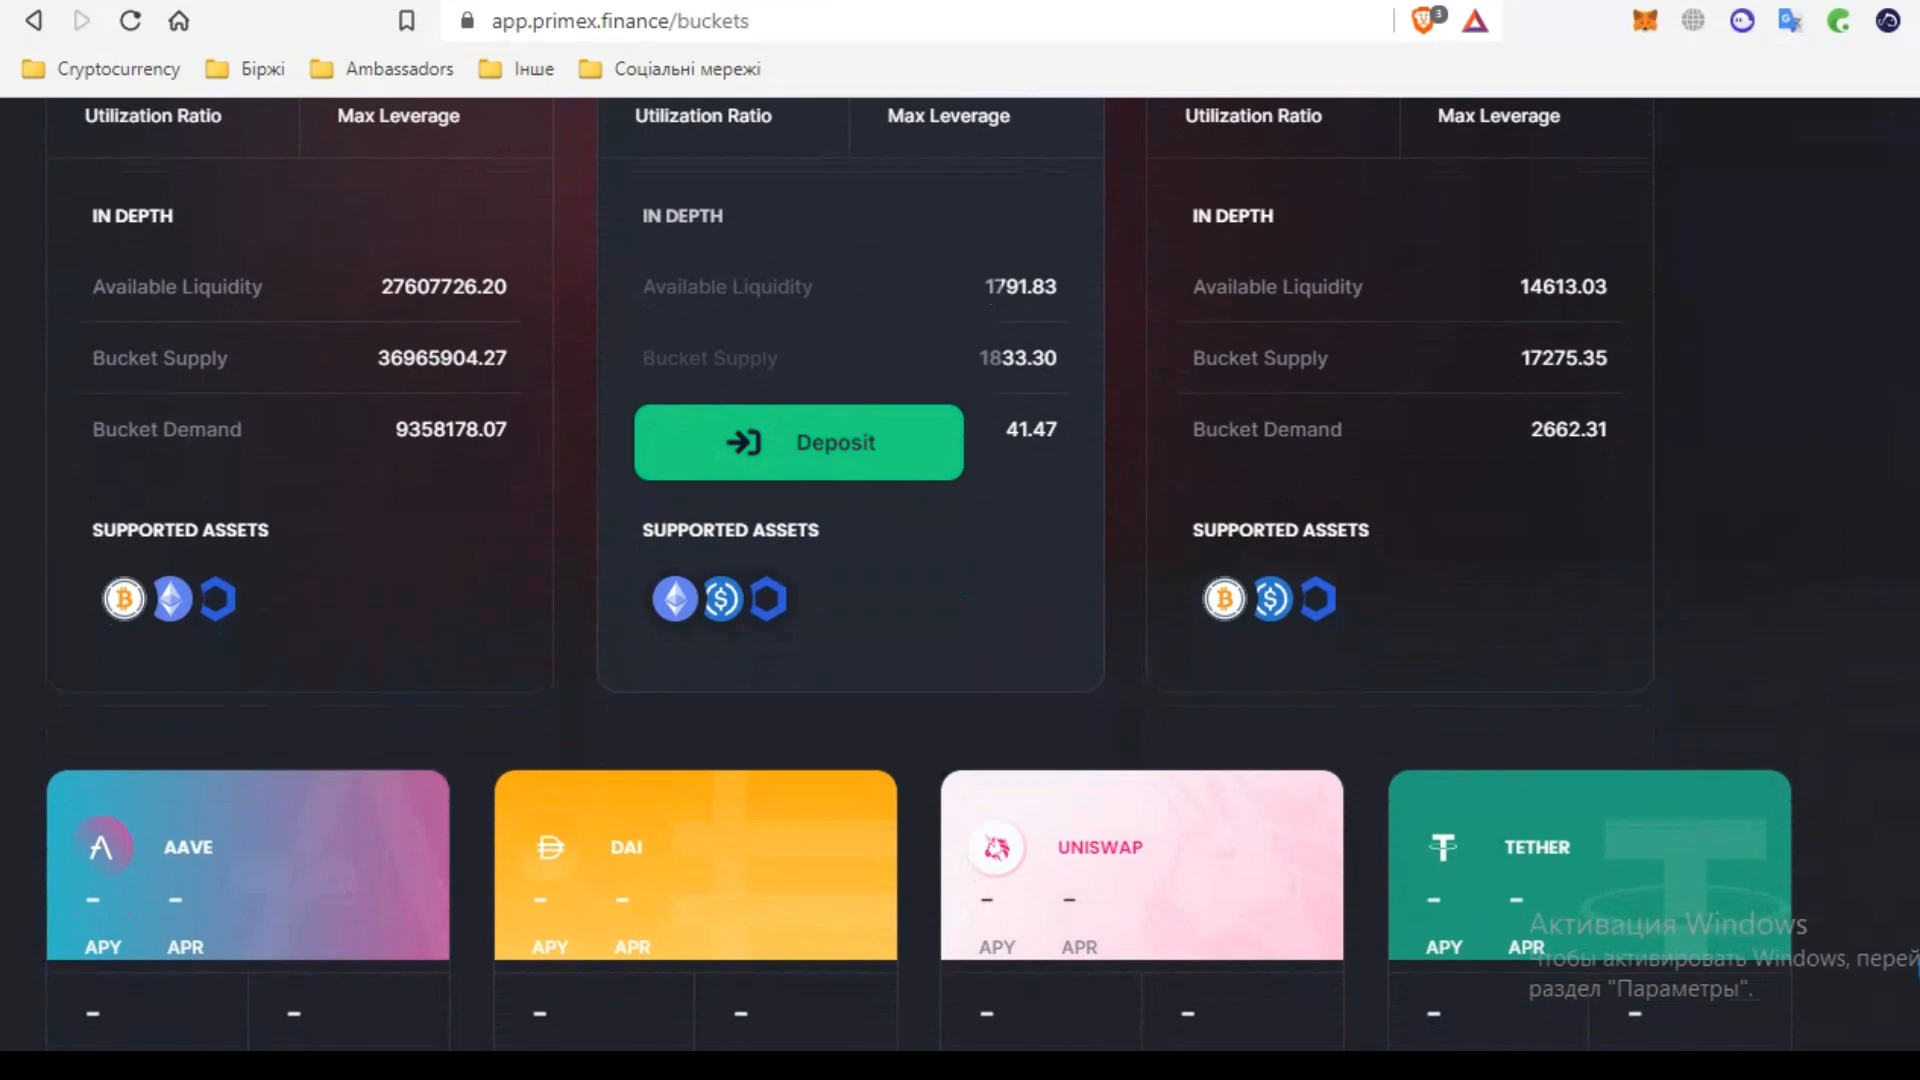 app.primex.finance/buckets
3
Cryptocurrency
Біржі
Ambassadors
Інше
Соціальні мережі
Utilization Ratio
Max Leverage
IN DEPTH
Available Liquidity 27607726.20
Bucket Supply 36965904.27
Bucket Demand 9358178.07
SUPPORTED ASSETS
Utilization Ratio
Max Leverage
IN DEPTH
Available Liquidity 1791.83
Bucket Supply 1833.30
Deposit 41.47
SUPPORTED ASSETS
Utilization Ratio
Max Leverage
IN DEPTH
Available Liquidity 14613.03
Bucket Supply 17275.35
Bucket Demand 2662.31
SUPPORTED ASSETS
AAVE
- -
APY APR
- -
DAI
- -
APY APR
- -
UNISWAP
- -
APY APR
- -
TETHER
- -
APY APR
- -
Активация Windows
Чтобы активировать Windows, перей
раздел "Параметры".